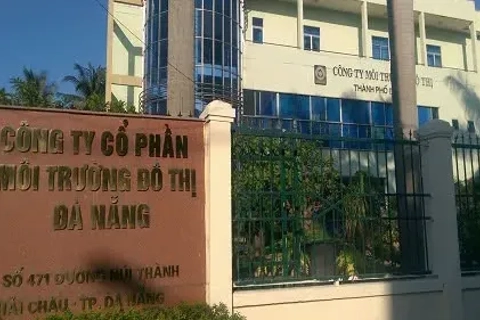 CÔNG TY CỔ PHẦN
MÔI TRƯỜNG ĐÔ THỊ
ĐÀ NẴNG
SỐ 471 ĐƯỜNG NÚI THÀNH
HẢI CHÂU - TP. ĐÀ NẴNG
CÔNG TY MÔI TRƯỜNG ĐÔ THỊ
THÀNH PHỐ